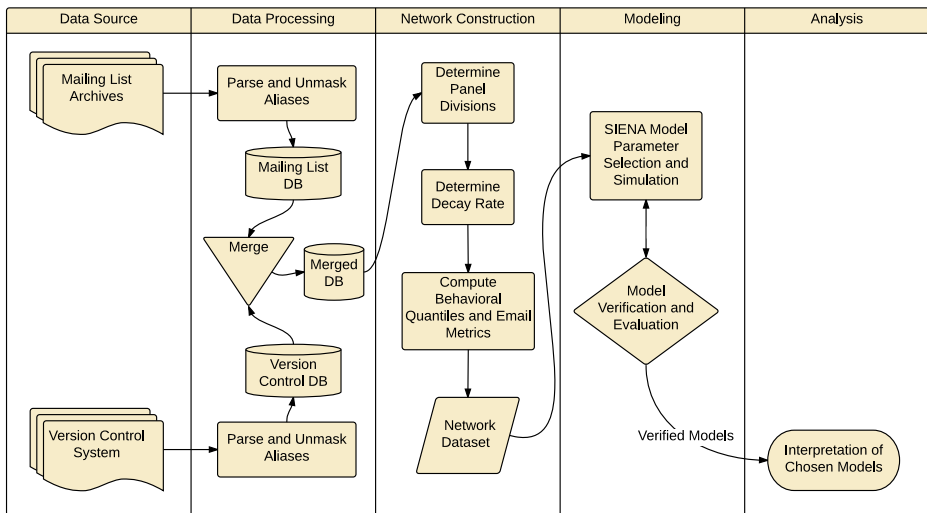 Data Source
Data Processing
Network Construction
Modeling
Analysis
Mailing List
Archives
Parse and Unmask
Aliases
Mailing List
DB
Merge
Merged
DB
Version
Control DB
Version Control
System
Parse and Unmask
Aliases
Determine
Panel
Divisions
Determine
Decay Rate
Compute
Behavioral
Quantiles and Email
Metrics
Network
Dataset
SIENA Model
Parameter
Selection and
Simulation
Model
Verification and
Evaluation
Verified Models
Interpretation of
Chosen Models